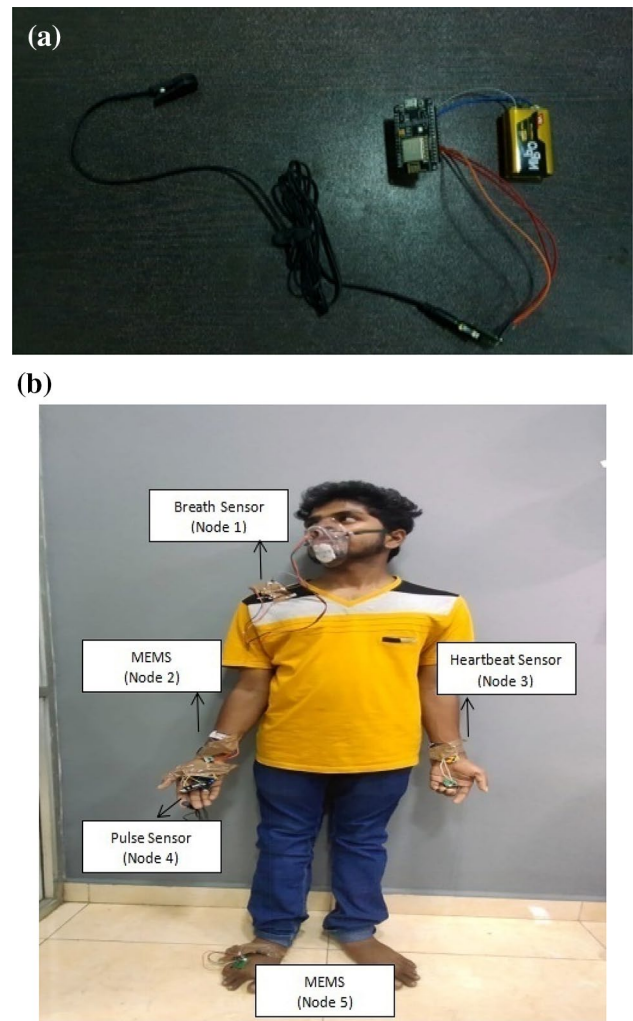 (a)
(b)
Breath Sensor
(Node 1)
MEMS
(Node 2)
Heartbeat Sensor
(Node 3)
Pulse Sensor
(Node 4)
MEMS
(Node 5)